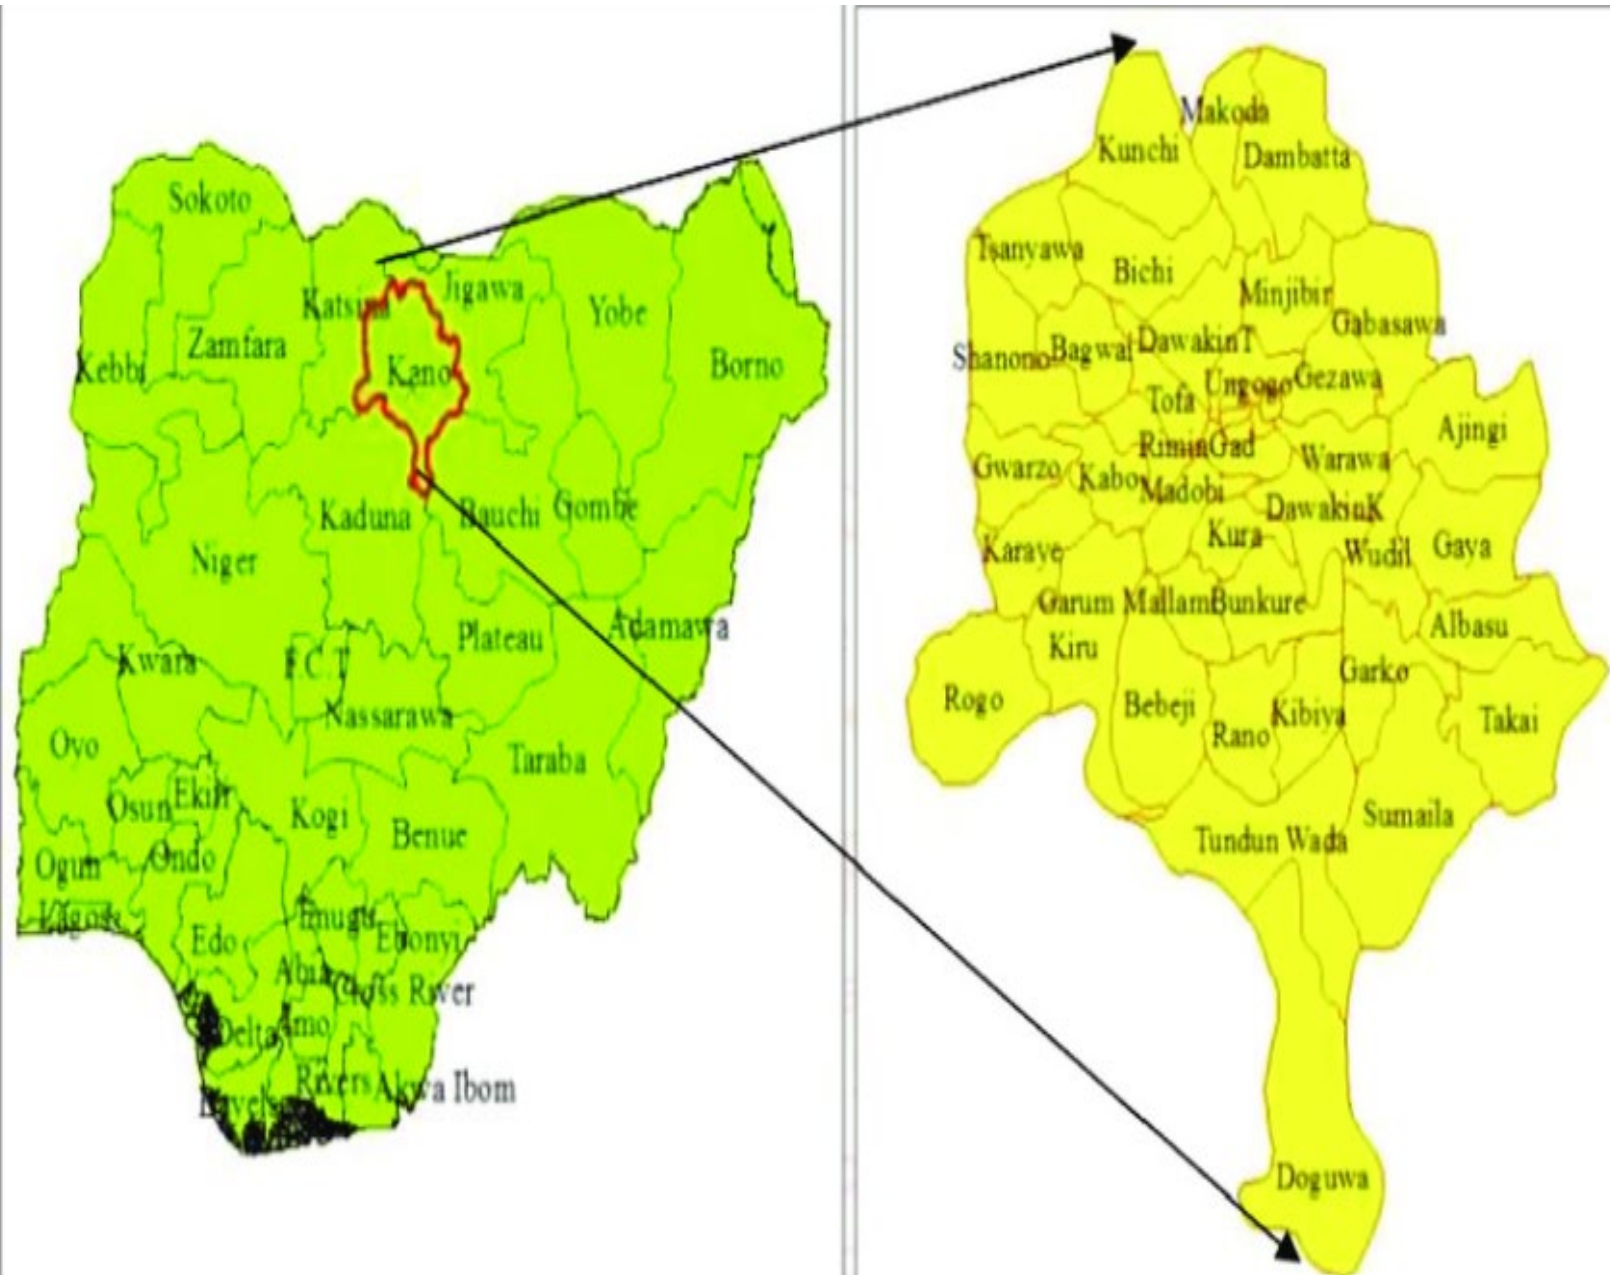 Sokoto
Katsina
Jigawa
Yobe
Borno
Zamfara
Kebbi
Kano
Kaduna
Bauchi
Gombe
Niger
Adamawa
Plateau
Kwara
F.C.T
Nassarawa
Oyo
Taraba
Osun
Ekiti
Kogi
Benue
Ogun
Ondo
Lagos
Edo
Ebonyi
Abia
Cross River
Delta
Imo
Rivers
Akwa Ibom
Makoda
Kunchi
Dambatta
Tsanyawa
Bichi
Minjibir
Gabasawa
DawakinT
Shanono
Bagwai
Ungogo
Gezawa
Tofa
Ajingi
RiminGad
Warawa
Gwarzo
Kabo
Madobi
DawakinK
Kura
Karaye
Wudil
Gaya
Garum Mallam
Bunkure
Albasu
Kiru
Garko
Rogo
Bebeji
Kibiya
Rano
Takai
Sumaila
Tundun Wada
Doguwa